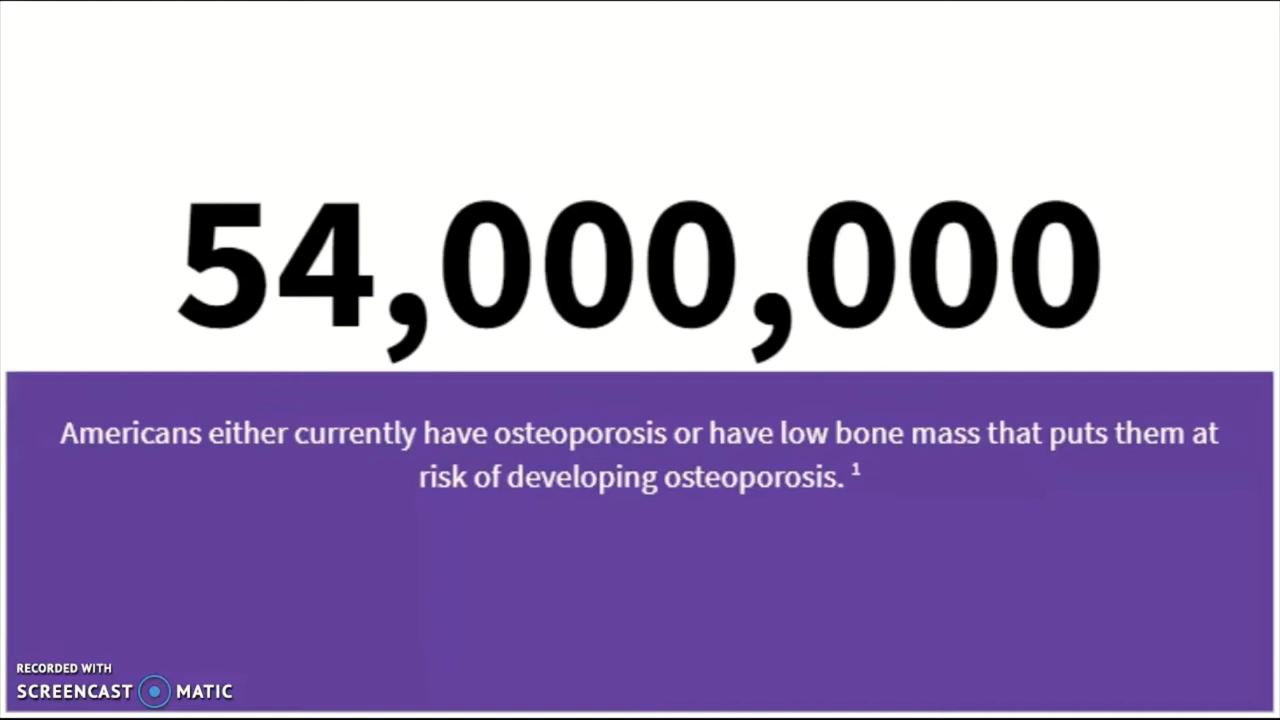 54,000,000
Americans either currently have osteoporosis or have low bone mass that puts them at
risk of developing osteoporosis. ¹
RECORDED WITH
SCREENCAST MATIC